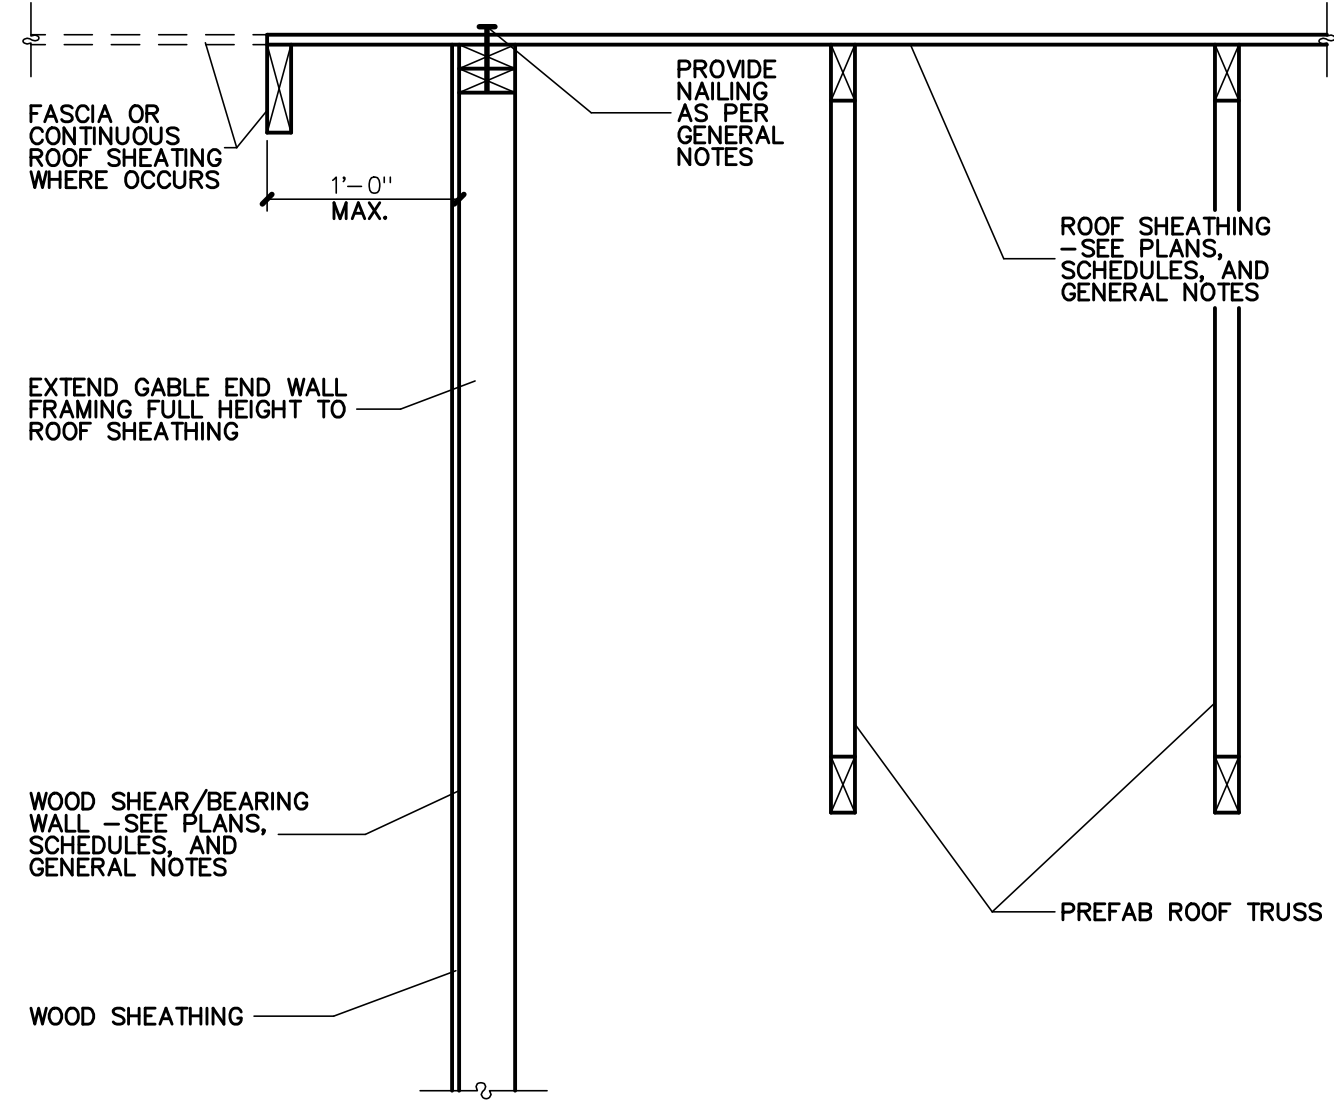 FASCIA OR
CONTINUOUS
ROOF SHEATING
WHERE OCCURS
1'-0"
MAX.
PROVIDE
NAILING
AS PER
GENERAL
NOTES
ROOF SHEATHING
-SEE PLANS,
SCHEDULES, AND
GENERAL NOTES
EXTEND GABLE END WALL
FRAMING FULL HEIGHT TO
ROOF SHEATHING
WOOD SHEAR/BEARING
WALL -SEE PLANS,
SCHEDULES, AND
GENERAL NOTES
PREFAB ROOF TRUSS
WOOD SHEATHING